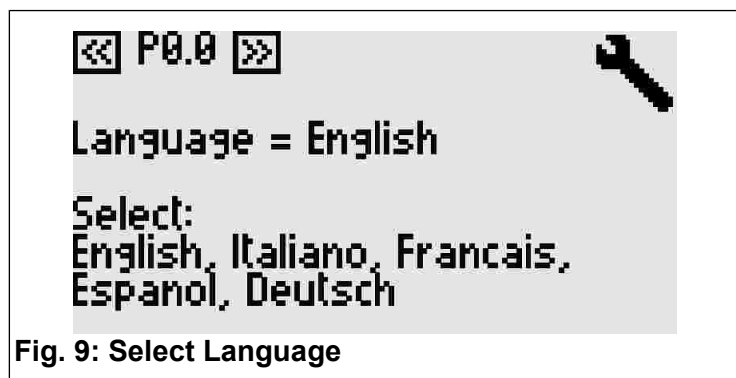 << P0.0 >>
Language = English
Select:
English, Italiano, Francais,
Espanol, Deutsch
Fig. 9: Select Language